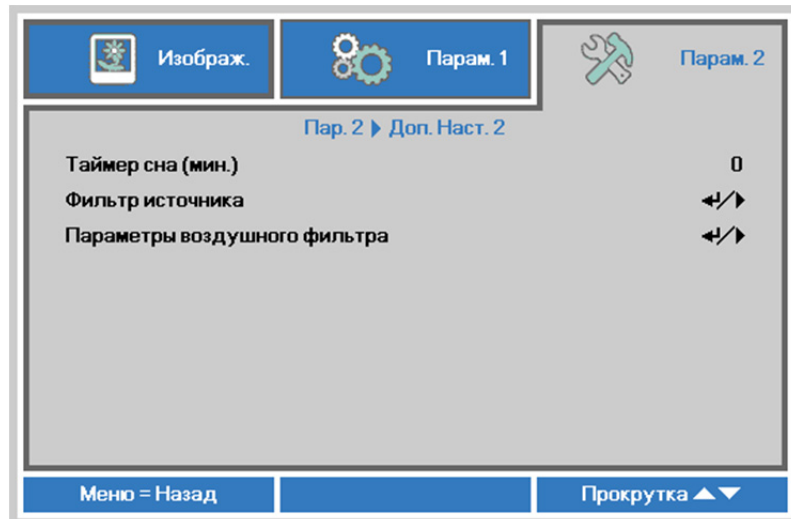 Изображ.
Парам. 1
Парам. 2
Пар. 2 ▶ Доп. Наст. 2
Таймер сна (мин.) 0
Фильтр источника ↵/▶
Параметры воздушного фильтра ↵/▶
Меню = Назад
Прокрутка ▲▼